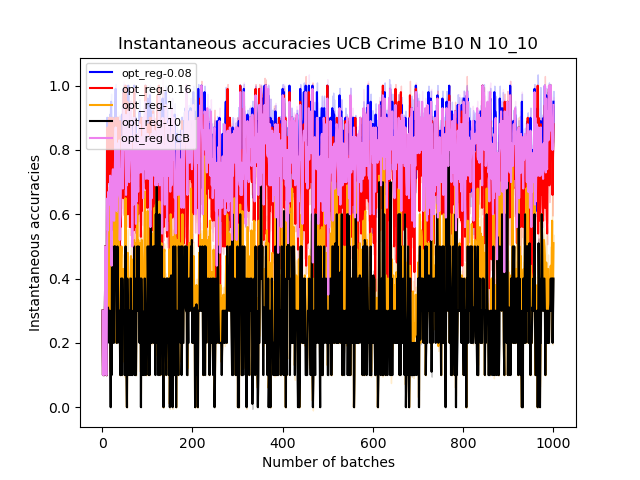 Instantaneous accuracies UCB Crime B10 N 10_10
opt_reg-0.08
opt_reg-0.16
opt_reg-1
opt_reg-10
opt_reg UCB
Instantaneous accuracies
1.0
0.8
0.6
0.4
0.2
0.0
0
200
400
600
800
1000
Number of batches